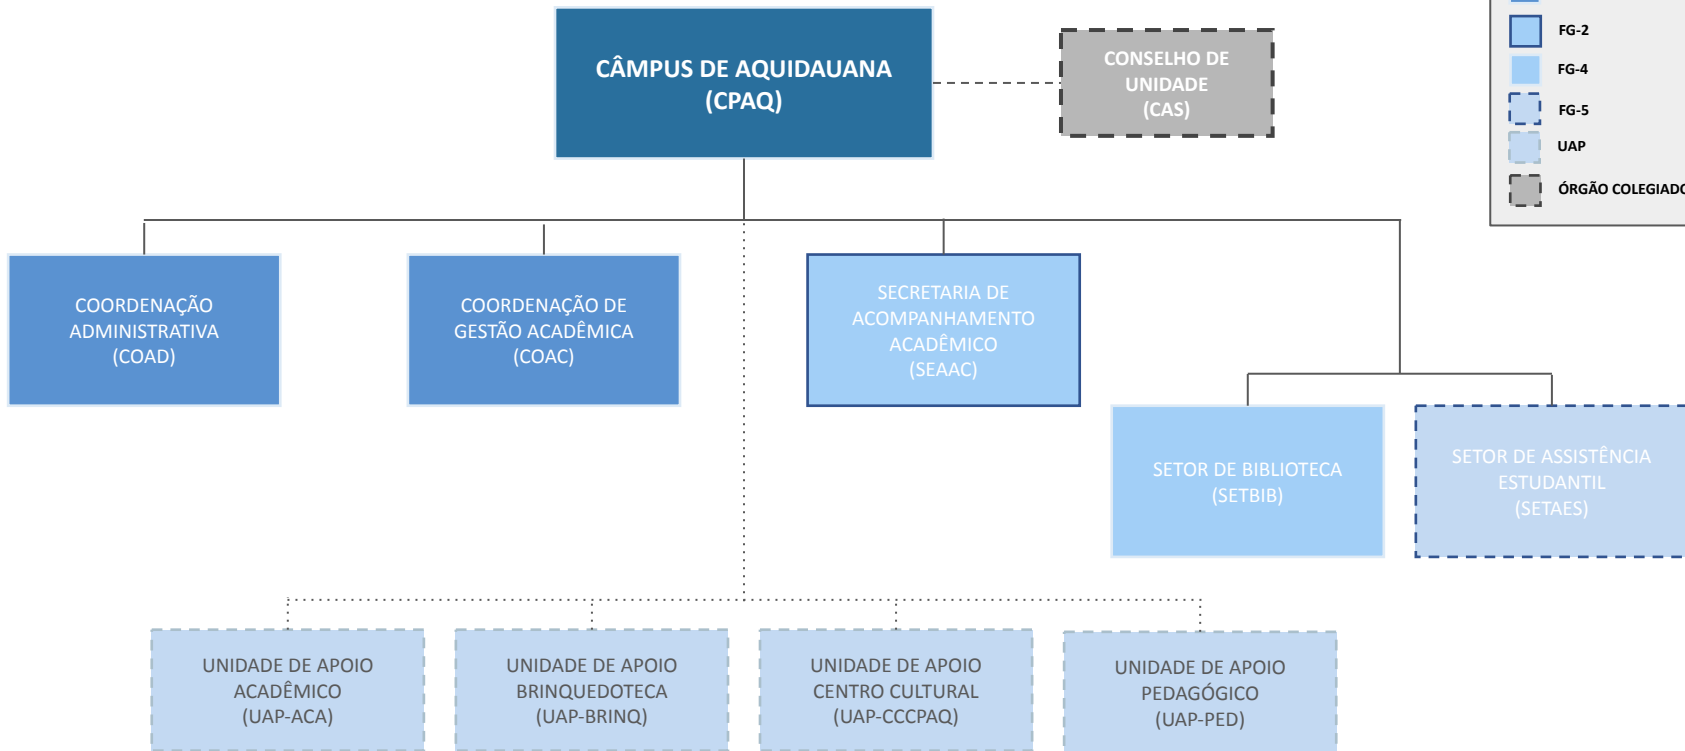 CÂMPUS DE AQUIDAUANA
(CPAQ)
CONSELHO DE
UNIDADE
(CAS)
FG-2
FG-4
FG-5
UAP
ÓRGÃO COLEGIADO
COORDENAÇÃO
ADMINISTRATIVA
(COAD)
COORDENAÇÃO DE
GESTÃO ACADÊMICA
(COAC)
SECRETARIA DE
ACOMPANHAMENTO
ACADÊMICO
(SEAAC)
SETOR DE BIBLIOTECA
(SETBIB)
SETOR DE ASSISTÊNCIA
ESTUDANTIL
(SETAES)
UNIDADE DE APOIO
ACADÊMICO
(UAP-ACA)
UNIDADE DE APOIO
BRINQUEDOTECA
(UAP-BRINQ)
UNIDADE DE APOIO
CENTRO CULTURAL
(UAP-CCCPAQ)
UNIDADE DE APOIO
PEDAGÓGICO
(UAP-PED)